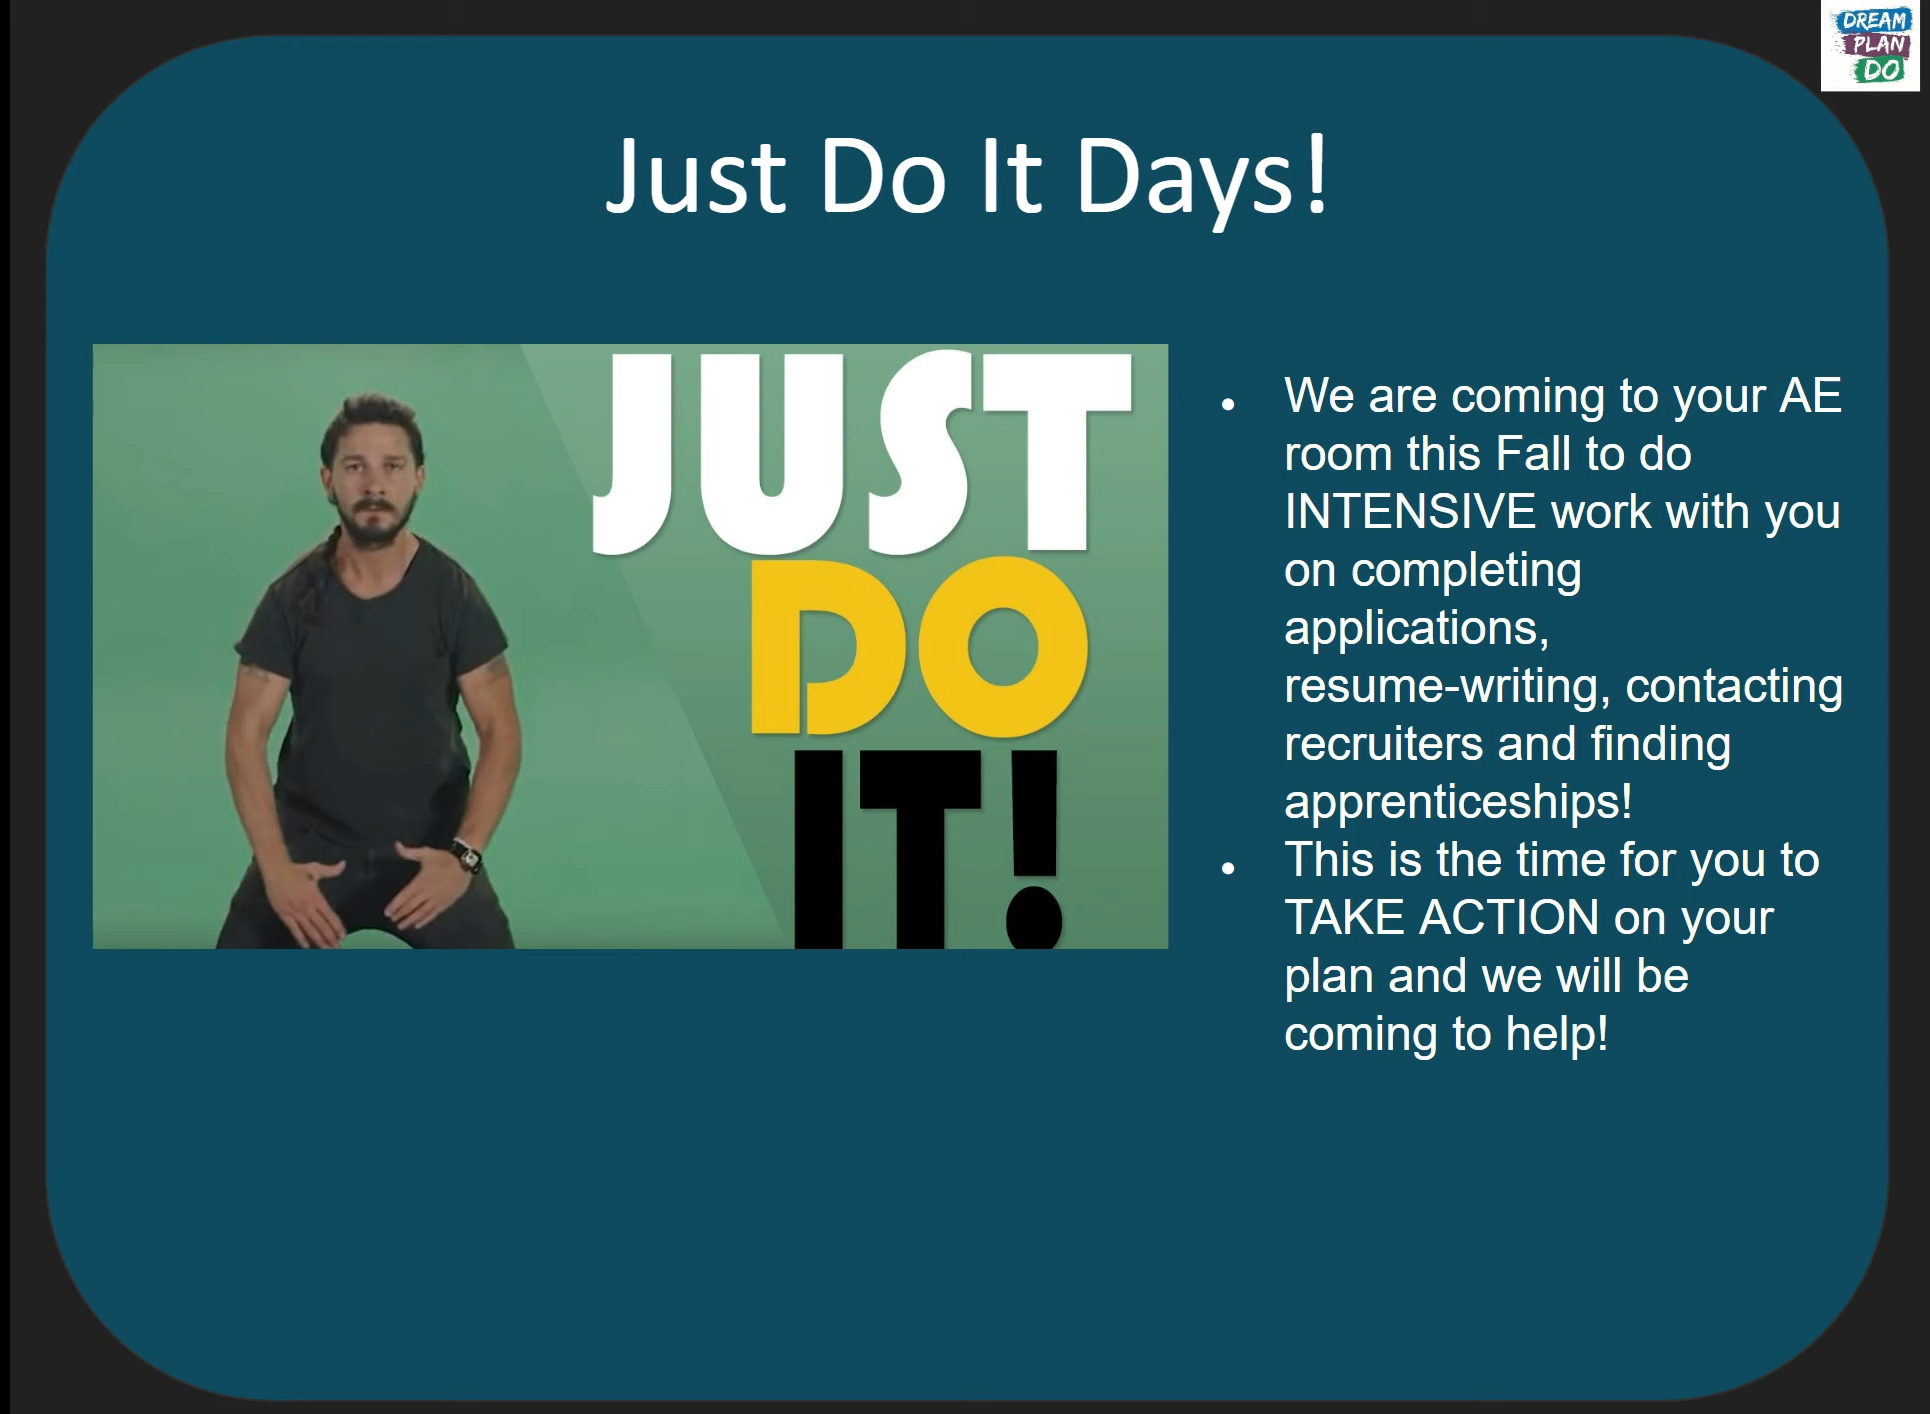 DREAM
PLAN
DO
Just Do It Days!
JUST
DO
IT!
• We are coming to your AE
room this Fall to do
INTENSIVE work with you
on completing
applications,
resume-writing, contacting
recruiters and finding
apprenticeships!
• This is the time for you to
TAKE ACTION on your
plan and we will be
coming to help!